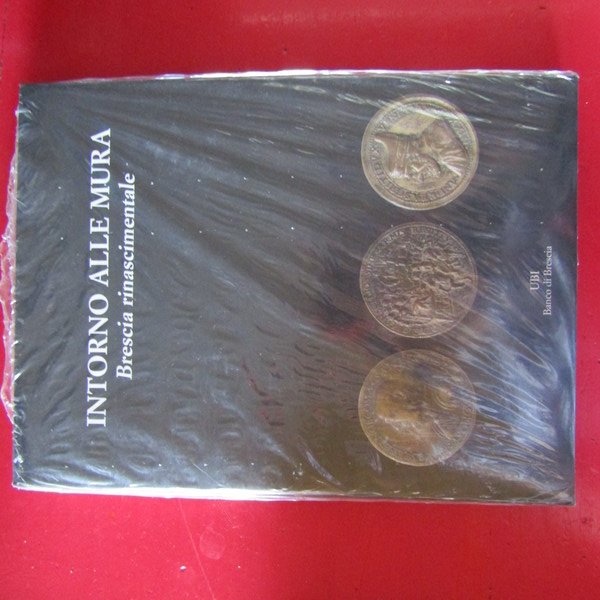 INTORNO ALLE MURA
Brescia rinascimentale
UBI
Banco di Brescia